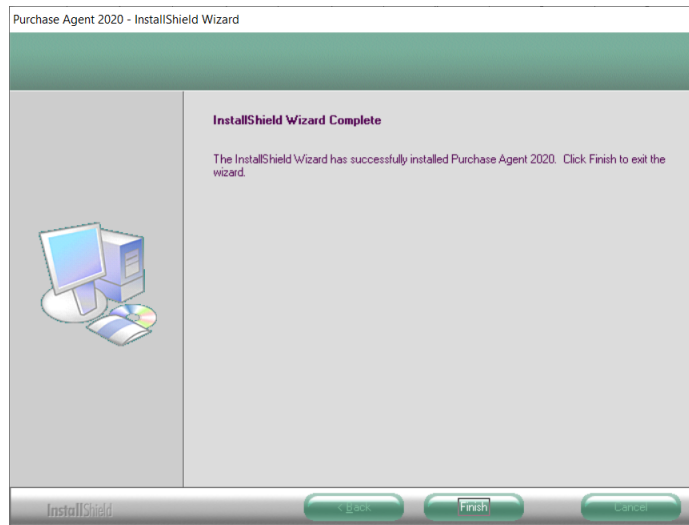 Purchase Agent 2020 - InstallShield Wizard
InstallShield Wizard Complete
The InstallShield Wizard has successfully installed Purchase Agent 2020. Click Finish to exit the
wizard.
InstallShield
< Back
Finish
Cancel